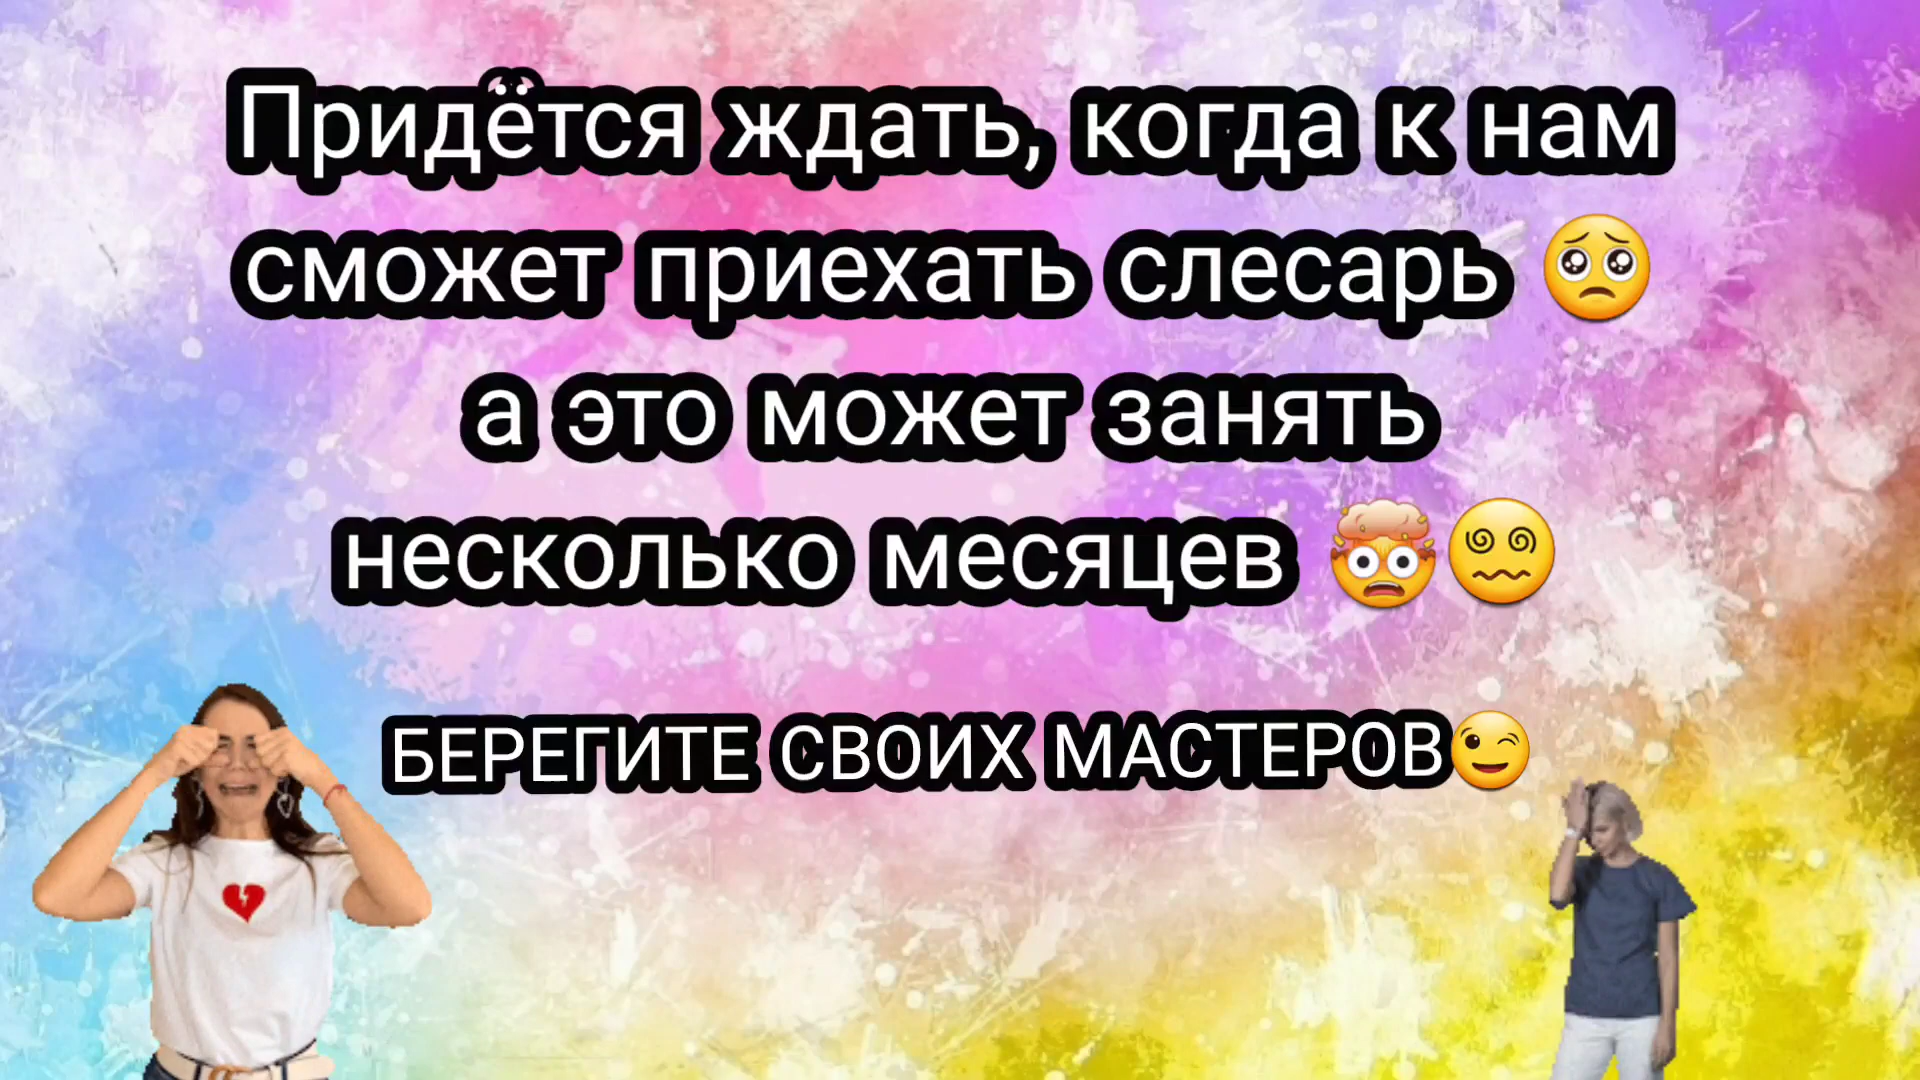 Придётся ждать, когда к нам
сможет приехать слесарь 🥺
а это может занять
несколько месяцев 🤯😵‍💫
БЕРЕГИТЕ СВОИХ МАСТЕРОВ😉